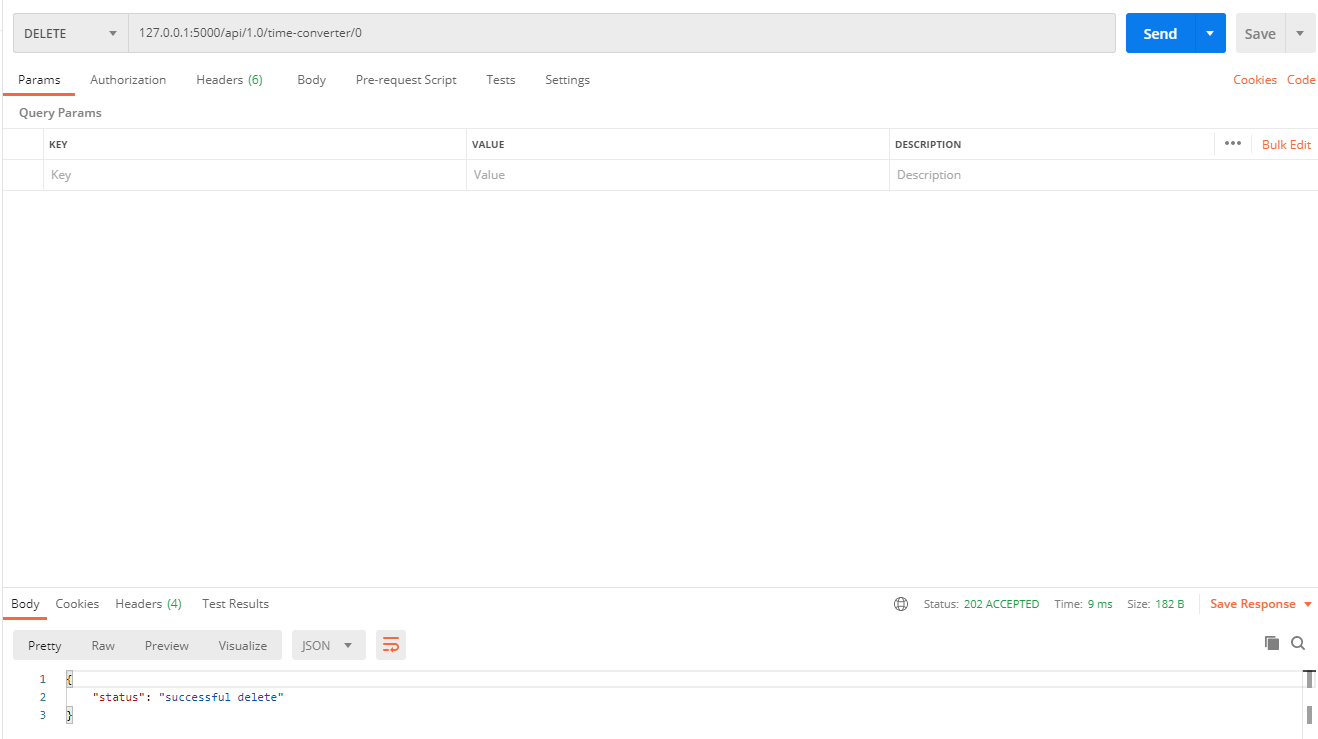 DELETE 127.0.0.1:5000/api/1.0/time-converter/0 Send Save
Params Authorization Headers (6) Body Pre-request Script Tests Settings Cookies Code
Query Params
KEY VALUE DESCRIPTION ••• Bulk Edit
Key Value Description
Body Cookies Headers (4) Test Results Status: 202 ACCEPTED Time: 9 ms Size: 182 B Save Response
Pretty Raw Preview Visualize JSON
1 {
2 "status": "successful delete"
3 }